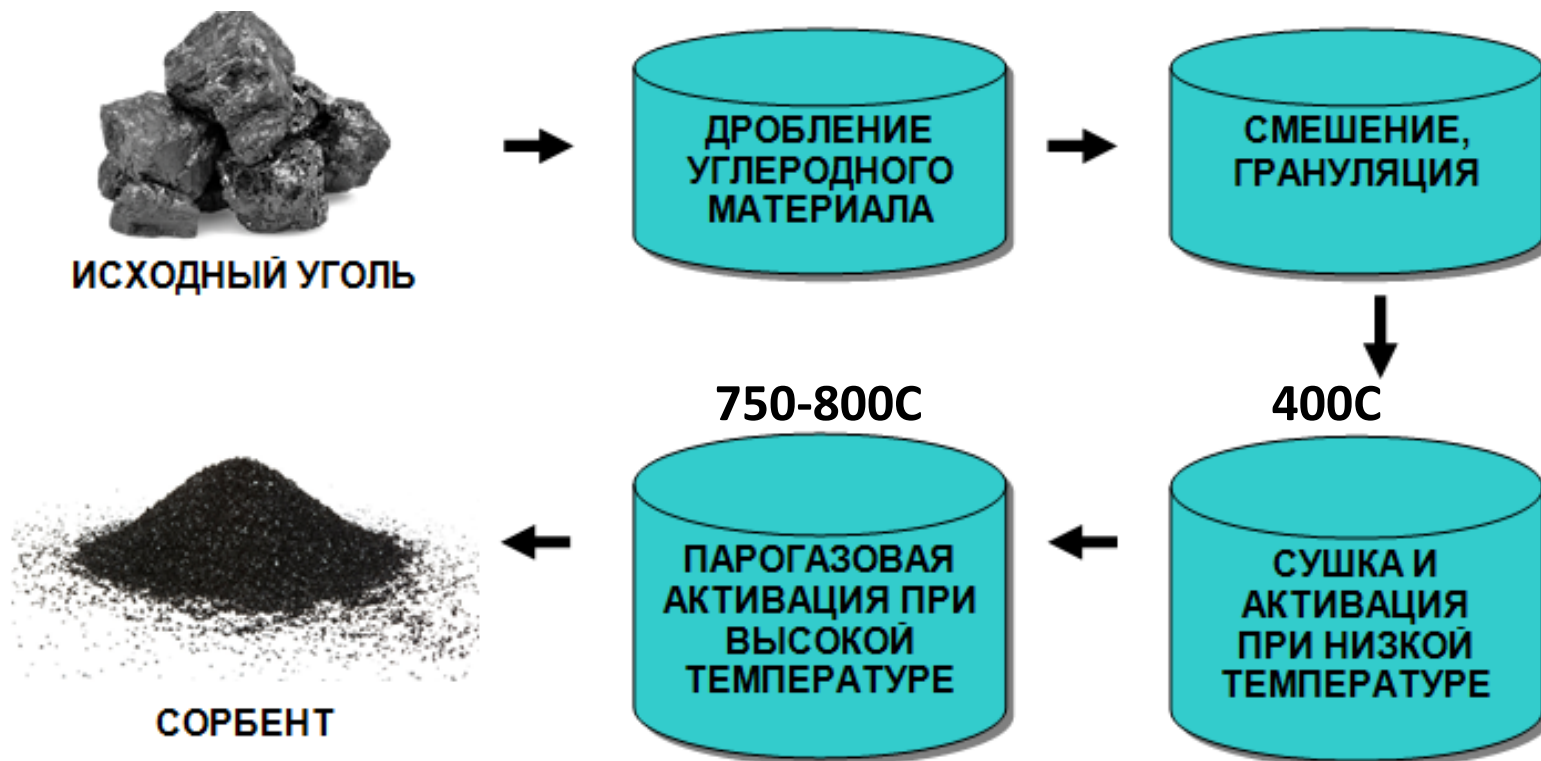 ИСХОДНЫЙ УГОЛЬ
ДРОБЛЕНИЕ
УГЛЕРОДНОГО
МАТЕРИАЛА
СМЕШЕНИЕ,
ГРАНУЛЯЦИЯ
400С
СУШКА И
АКТИВАЦИЯ
ПРИ НИЗКОЙ
ТЕМПЕРАТУРЕ
750-800С
ПАРОГАЗОВАЯ
АКТИВАЦИЯ ПРИ
ВЫСОКОЙ
ТЕМПЕРАТУРЕ
СОРБЕНТ